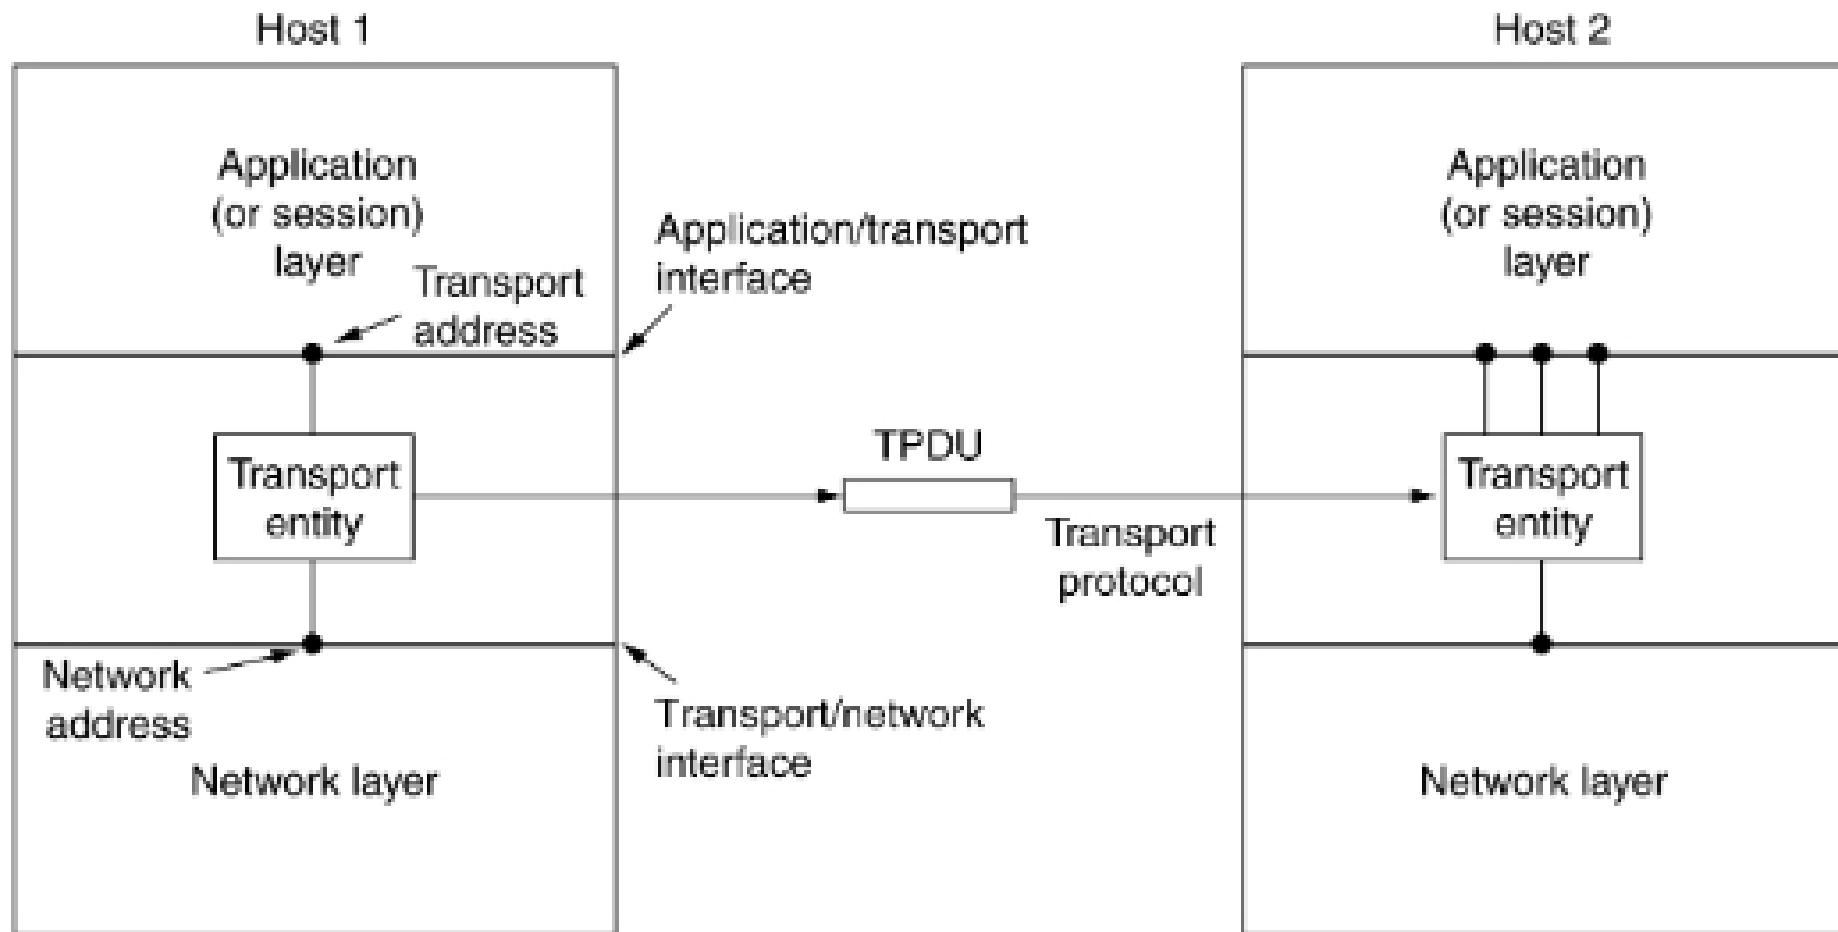 Host 1
Host 2
Application
(or session)
layer
Transport
address
Application/transport
interface
Application
(or session)
layer
Transport
entity
TPDU
Transport
protocol
Transport
entity
Network
address
Transport/network
interface
Network layer
Network layer